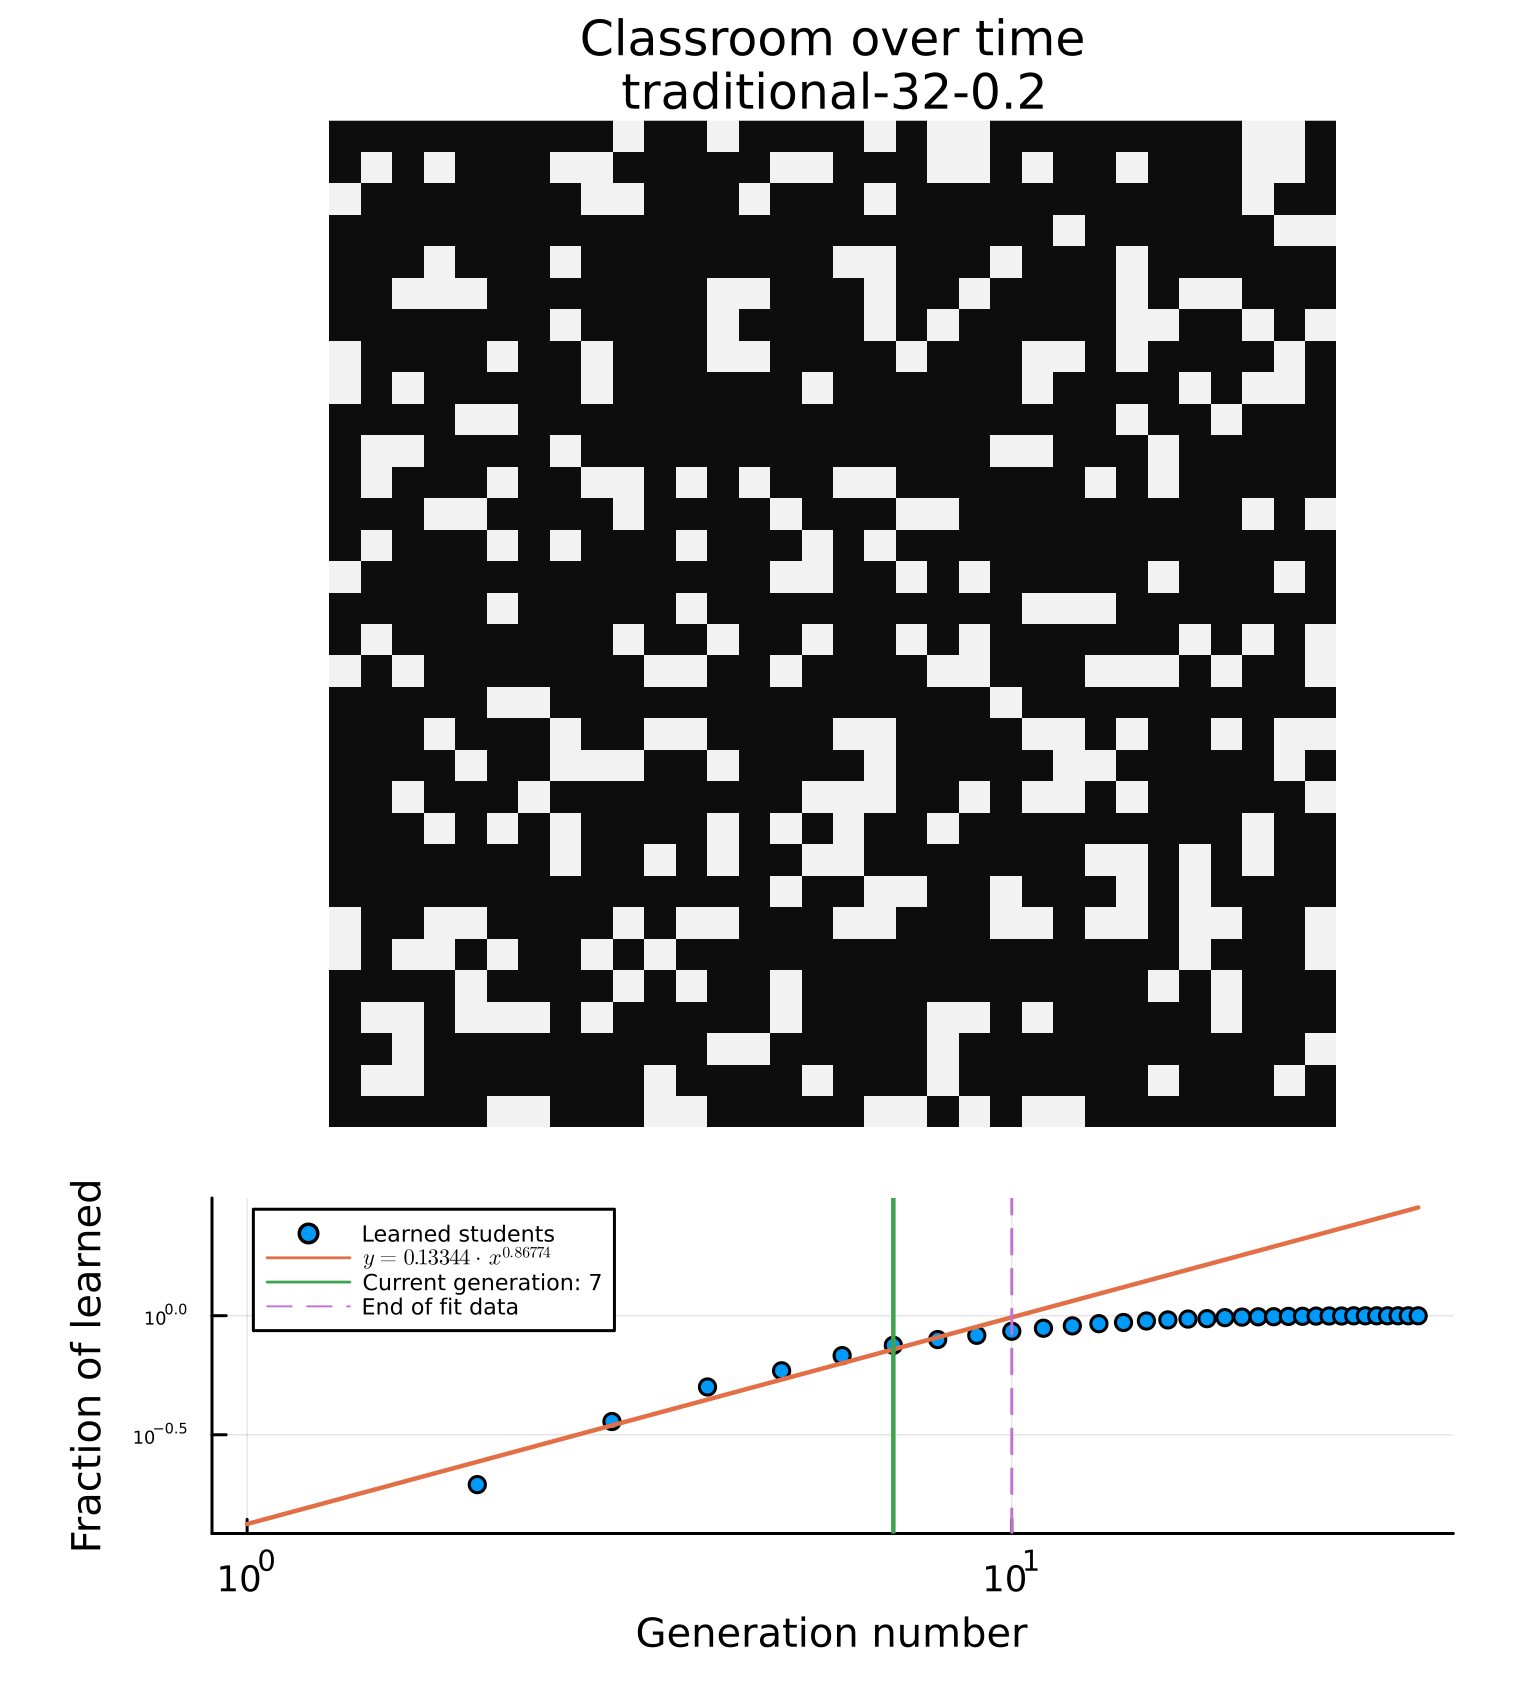 Classroom over time
traditional-32-0.2
Fraction of learned
Learned students
y = 0.13344 · x^0.86774
Current generation: 7
End of fit data
10^0.0
10^−0.5
10^0
10^1
Generation number